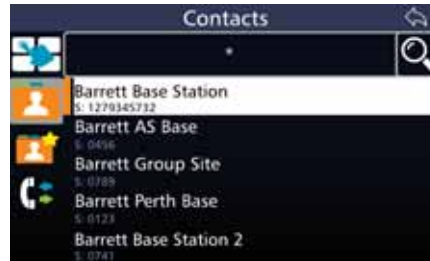 Contacts
*
Barrett Base Station
S: 1279345732
Barrett AS Base
S: 0456
Barrett Group Site
S: 0789
Barrett Perth Base
S: 0123
Barrett Base Station 2
S: 0741